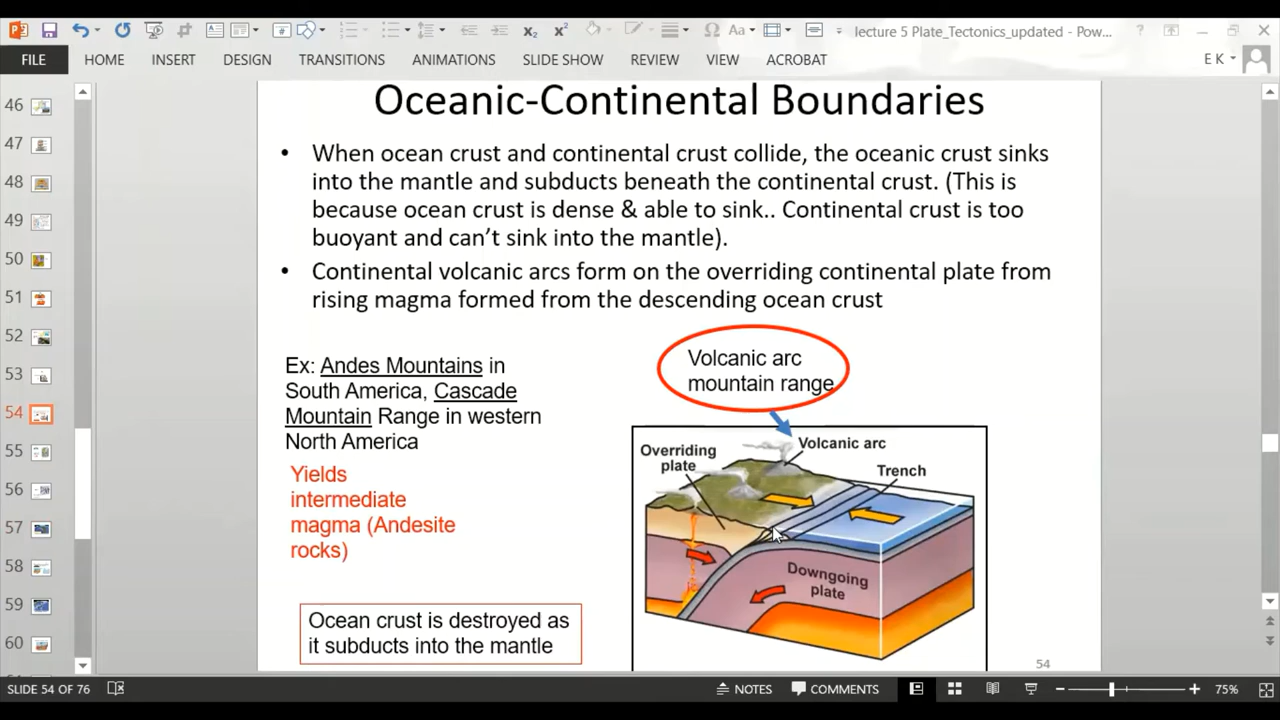 lecture 5 Plate_Tectonics_updated - Pow...
FILE HOME INSERT DESIGN TRANSITIONS ANIMATIONS SLIDE SHOW REVIEW VIEW ACROBAT E K
46
47
48
49
50
51
52
53
54
55
56
57
58
59
60
Oceanic-Continental Boundaries
• When ocean crust and continental crust collide, the oceanic crust sinks
into the mantle and subducts beneath the continental crust. (This is
because ocean crust is dense & able to sink.. Continental crust is too
buoyant and can’t sink into the mantle).
• Continental volcanic arcs form on the overriding continental plate from
rising magma formed from the descending ocean crust
Ex: Andes Mountains in
South America, Cascade
Mountain Range in western
North America
Yields
intermediate
magma (Andesite
rocks)
Ocean crust is destroyed as
it subducts into the mantle
Volcanic arc
mountain range
Overriding
plate
Volcanic arc
Trench
Downgoing
plate
54
SLIDE 54 OF 76 NOTES COMMENTS 75%